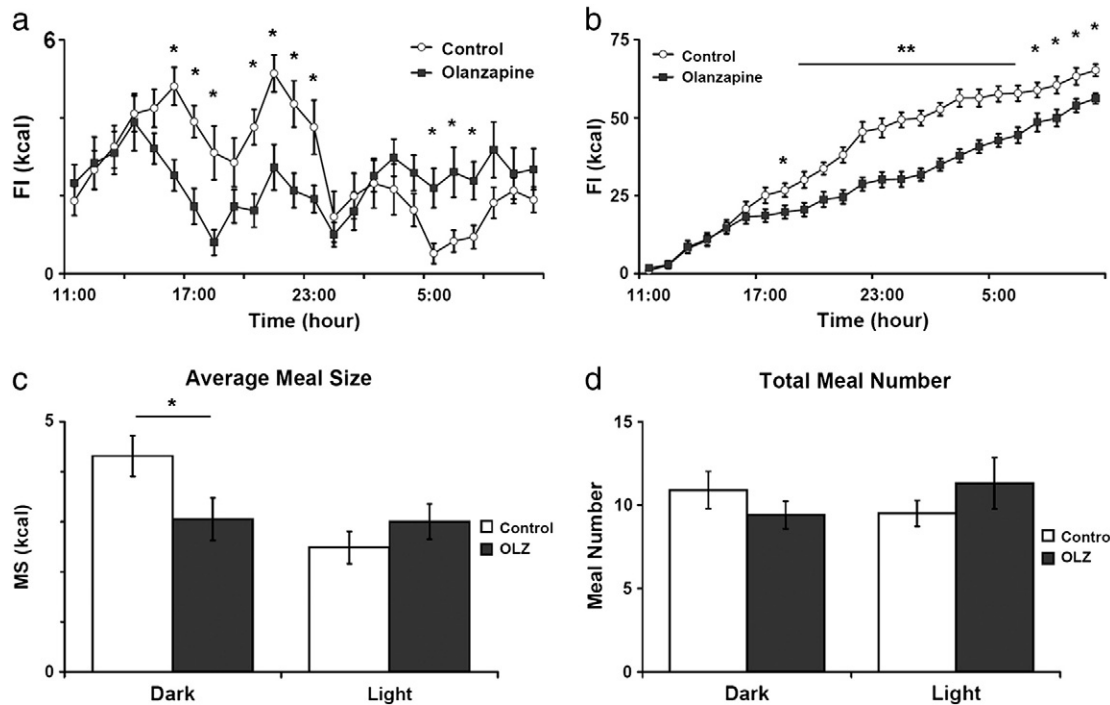 a
6
* * * * * * * * * * *
Control
Olanzapine
FI (kcal)
0
11:00 17:00 23:00 5:00
Time (hour)
b
75
50
25
0
FI (kcal)
Control
Olanzapine
* ** * * * *
11:00 17:00 23:00 5:00
Time (hour)
c
Average Meal Size
5
*
MS (kcal)
0
Control
OLZ
Dark Light
d
Total Meal Number
15
10
5
0
Meal Number
Contro
OLZ
Dark Light